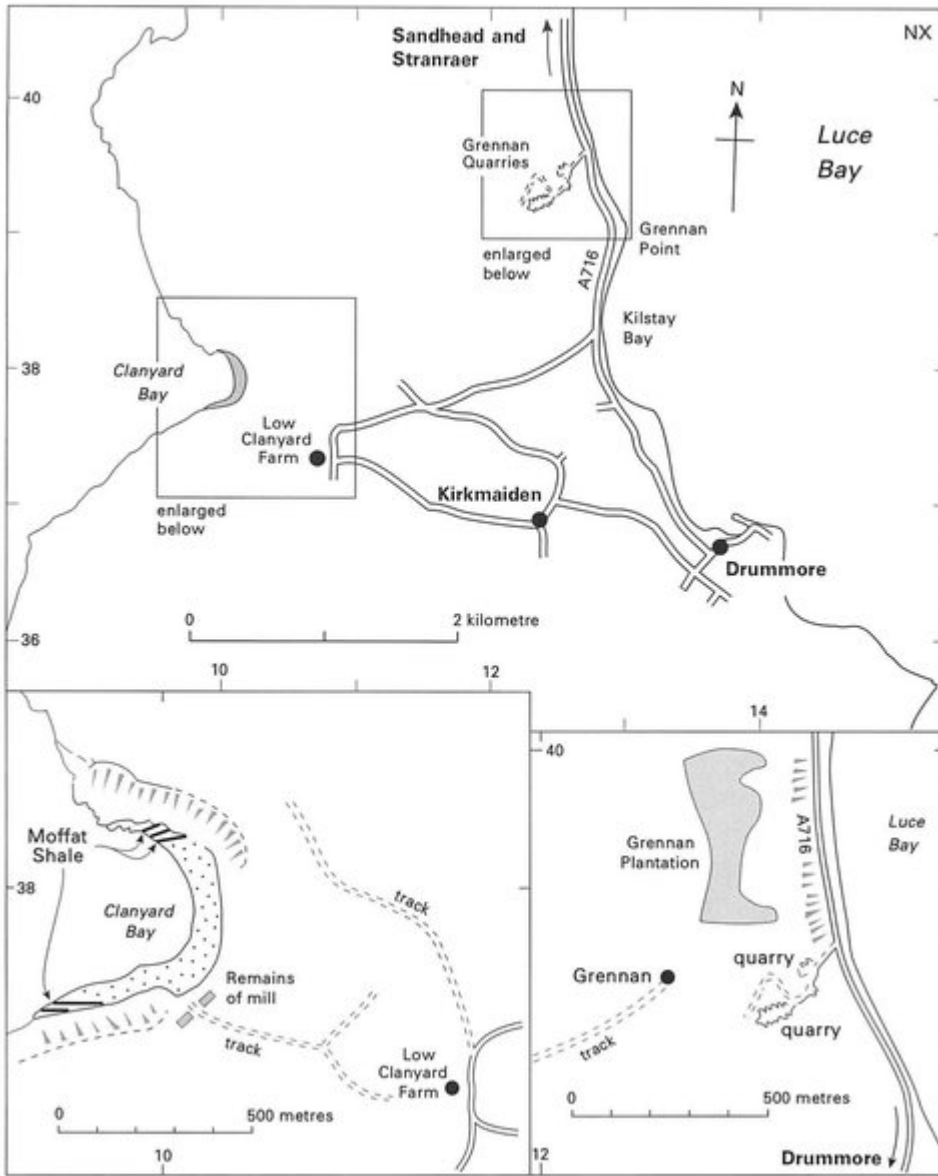 NX
Sandhead and
Stranraer
40
N
Luce
Bay
Grennan
Quarries
Grennan
Point
enlarged
below
A716
Kilstay
Bay
38
Clanyard
Bay
Low
Clanyard
Farm
Kirkmaiden
enlarged
below
Drummore
0
2 kilometre
36
10
12
14
Moffat
Shale
38
Clanyard
Bay
track
Remains
of mill
track
Low
Clanyard
Farm
0
500 metres
10
40
A716
Luce
Bay
Grennan
Plantation
Grennan
quarry
quarry
track
0
500 metres
12
Drummore